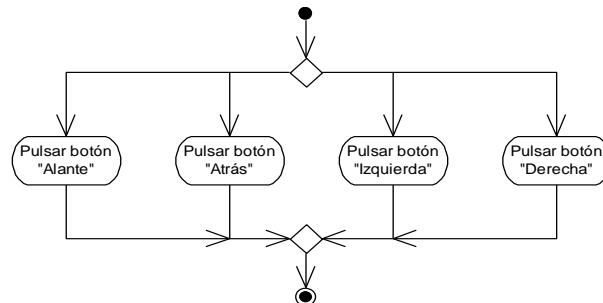 Pulsar botón
"Alante"
Pulsar botón
"Atrás"
Pulsar botón
"Izquierda"
Pulsar botón
"Derecha"